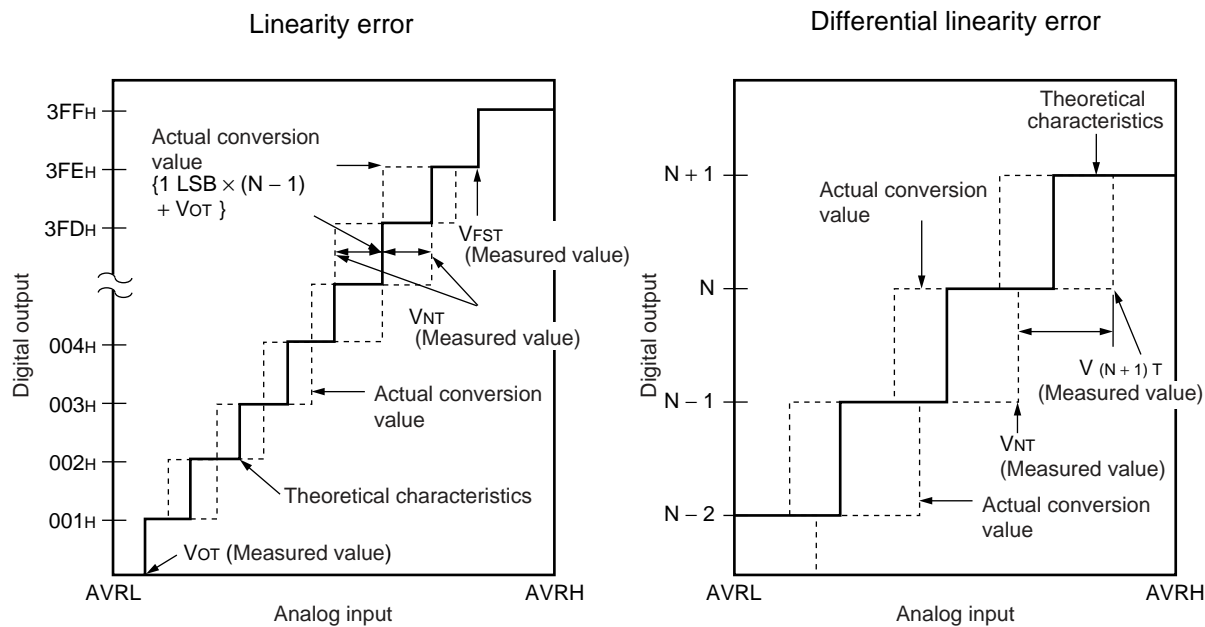 Linearity error
3FFH
3FEH
3FDH
004H
003H
002H
001H
Digital output
Actual conversion
value
{1 LSB × (N − 1)
+ VOT }
VFST
(Measured value)
VNT
(Measured value)
Actual conversion
value
Theoretical characteristics
VOT (Measured value)
AVRL
AVRH
Analog input
Differential linearity error
N + 1
N
N − 1
N − 2
Digital output
Theoretical
characteristics
Actual conversion
value
V (N + 1) T
(Measured value)
VNT
(Measured value)
Actual conversion
value
AVRL
AVRH
Analog input